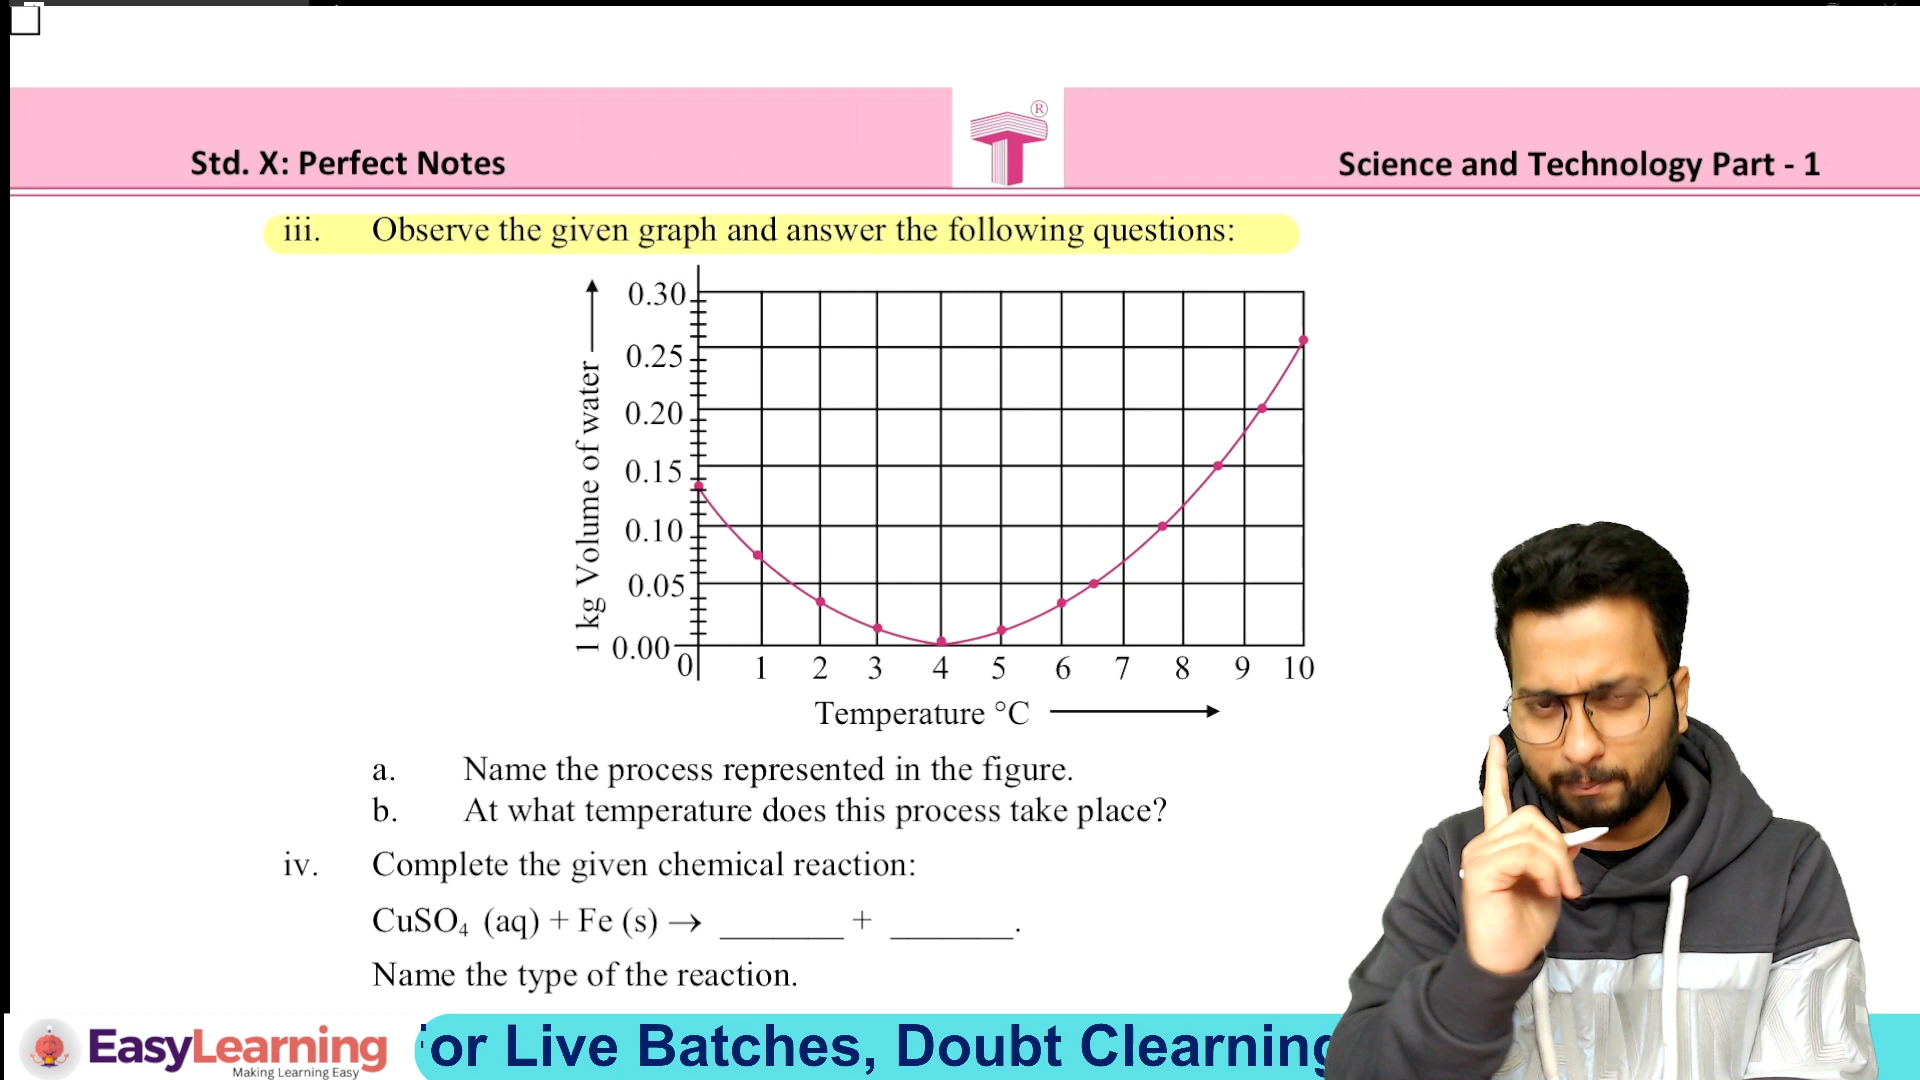 ®
Std. X: Perfect Notes
Science and Technology Part - 1
iii. Observe the given graph and answer the following questions:
1 kg Volume of water
0.30
0.25
0.20
0.15
0.10
0.05
0.00
0 1 2 3 4 5 6 7 8 9 10
Temperature °C
a. Name the process represented in the figure.
b. At what temperature does this process take place?
iv. Complete the given chemical reaction:
CuSO₄ (aq) + Fe (s) → _______ + _______.
Name the type of the reaction.
EasyLearning
Making Learning Easy
or Live Batches, Doubt Clearning